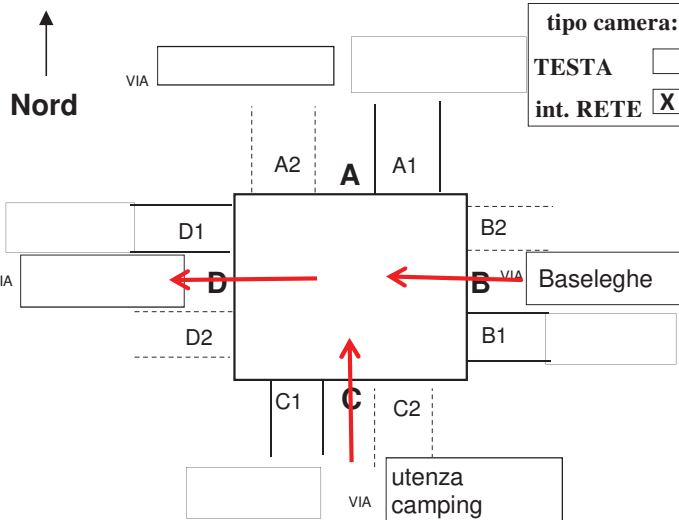 tipo camera:
TESTA
int. RETE X
Nord
VIA
A2
A
A1
D1
B2
VIA
D
B
VIA
Baseleghe
D2
B1
C1
C
C2
VIA
utenza
camping